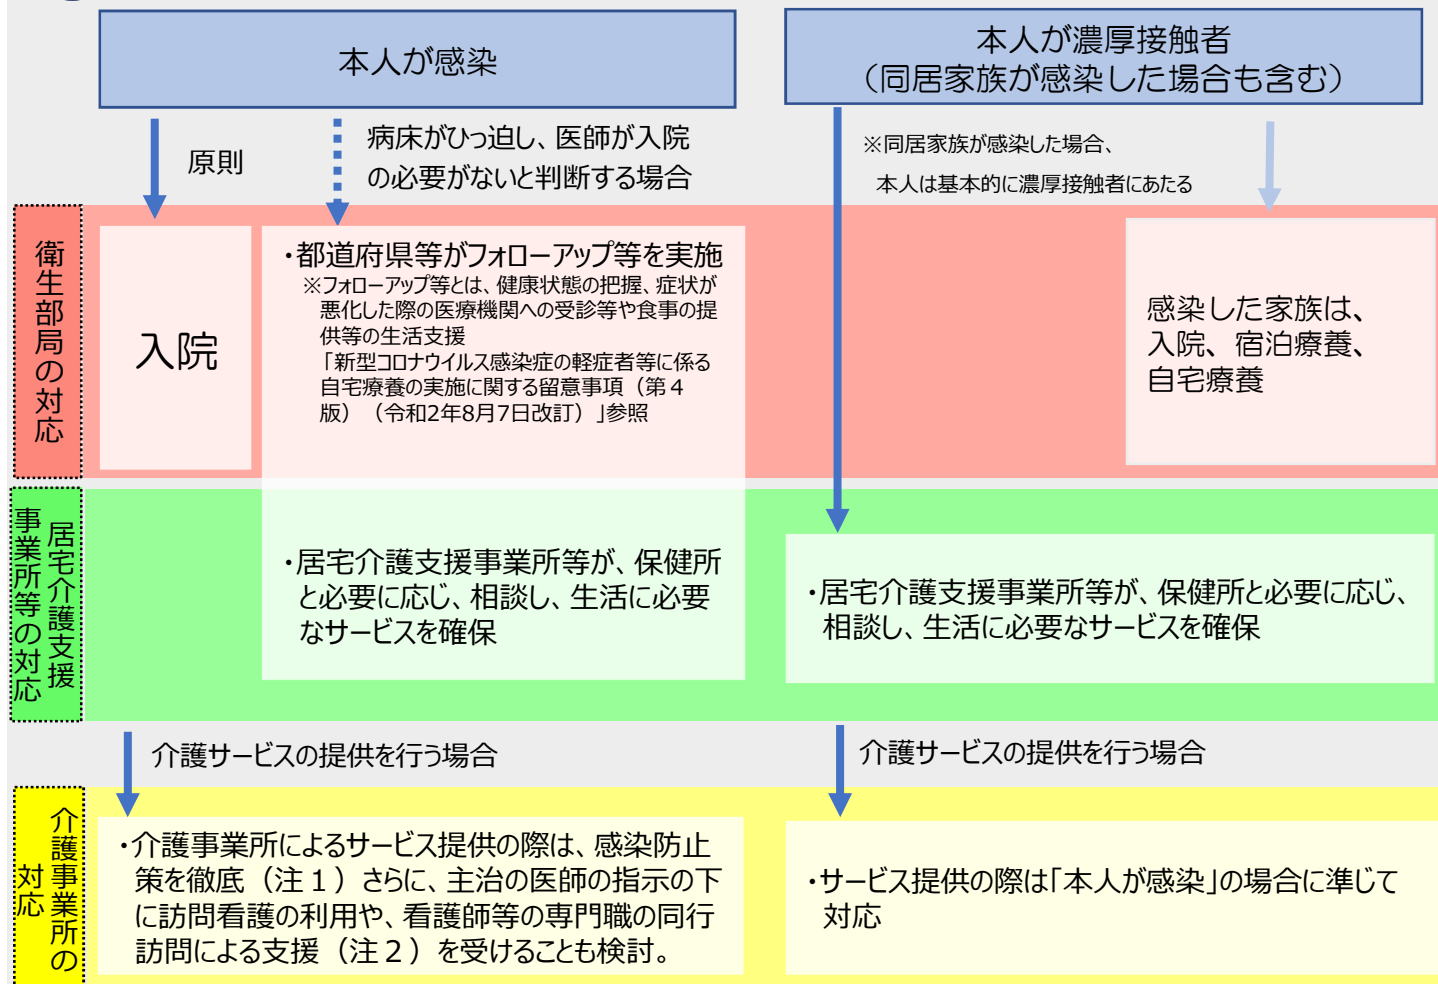 本人が感染
本人が濃厚接触者
（同居家族が感染した場合も含む）
原則
病床がひっ迫し、医師が入院
の必要がないと判断する場合
※同居家族が感染した場合、
本人は基本的に濃厚接触者にあたる
衛生部局の対応
入院
・都道府県等がフォローアップ等を実施
※フォローアップ等とは、健康状態の把握、症状が
悪化した際の医療機関への受診等や食事の提
供等の生活支援
「新型コロナウイルス感染症の軽症者等に係る
自宅療養の実施に関する留意事項（第４
版）（令和2年8月7日改訂）」参照
感染した家族は、
入院、宿泊療養、
自宅療養
居宅介護支援
事業所等の対応
・居宅介護支援事業所等が、保健所
と必要に応じ、相談し、生活に必要
なサービスを確保
・居宅介護支援事業所等が、保健所と必要に応じ、
相談し、生活に必要なサービスを確保
介護サービスの提供を行う場合
介護サービスの提供を行う場合
介護事業所の
対応
・介護事業所によるサービス提供の際は、感染防止
策を徹底（注１）さらに、主治の医師の指示の下
に訪問看護の利用や、看護師等の専門職の同行
訪問による支援（注２）を受けることも検討。
・サービス提供の際は「本人が感染」の場合に準じて
対応